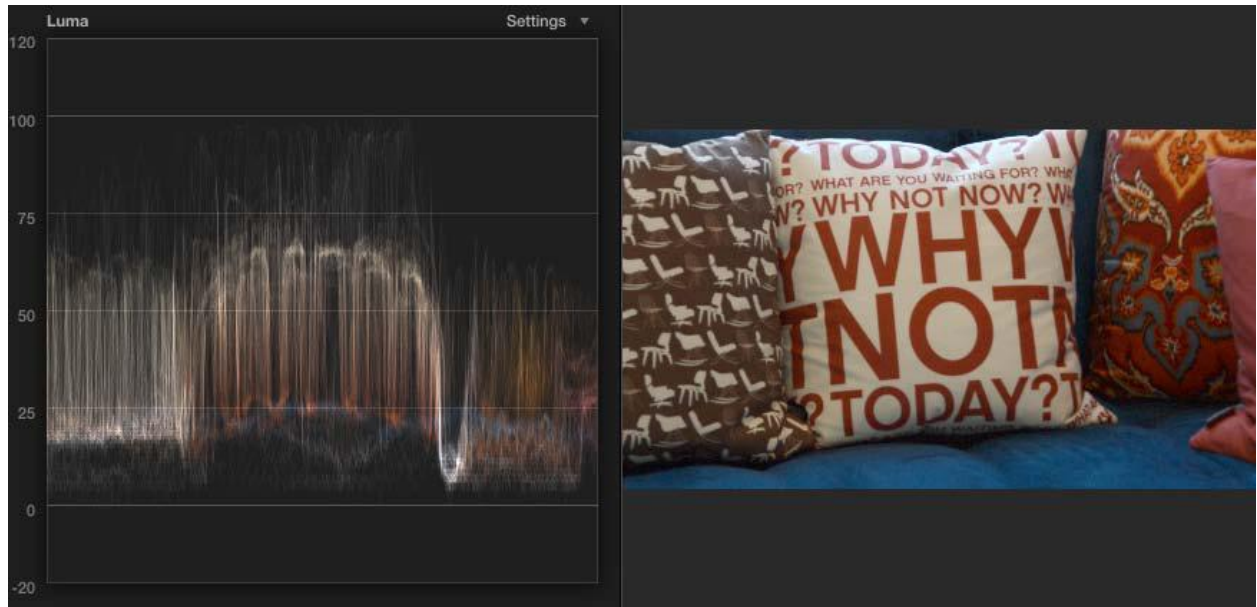 Luma
Settings
120
100
75
50
25
0
-20
?TODAY? T
OR? WHAT ARE YOU WAITING FOR? WHA
W? WHY NOT NOW? W
YWHYW
TNOTN
?TODAY?T